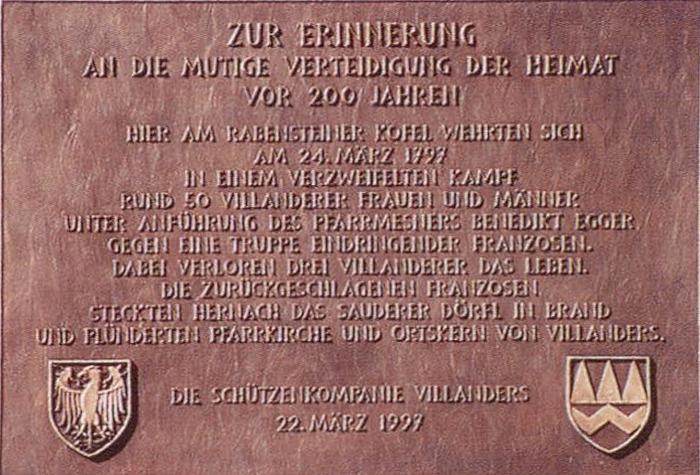 ZUR ERINNERUNG
AN DIE MUTIGE VERTEIDIGUNG DER HEIMAT
VOR 200 JAHREN
HIER AM RABENSTEINER KOFEL WEHRTEN SICH
AM 24. MÄRZ 1797
IN EINEM VERZWEIFELTEN KAMPF
RUND 50 VILLANDERER FRAUEN UND MÄNNER
UNTER ANFÜHRUNG DES PFARRMESNERS BENEDIKT EGGER,
GEGEN EINE TRUPPE EINDRINGENDER FRANZOSEN.
DABEI VERLOREN DREI VILLANDERER DAS LEBEN.
DIE ZURÜCKGESCHLAGENEN FRANZOSEN
STECKTEN HERNACH DAS SAUDERER DÖRFL IN BRAND
UND PLÜNDERTEN PFARRKIRCHE UND ORTSKERN VON VILLANDERS.
DIE SCHÜTZENKOMPANIE VILLANDERS
22. MÄRZ 1997